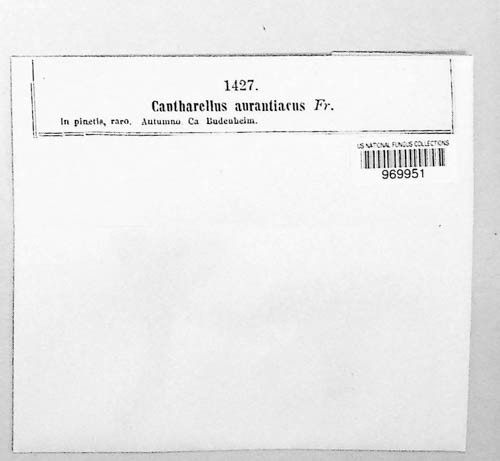 1427.
Cantharellus aurantiacus Fr.
In pinetis, raro. Autumno. Ca Budenheim.
US NATIONAL FUNGUS COLLECTIONS
969951